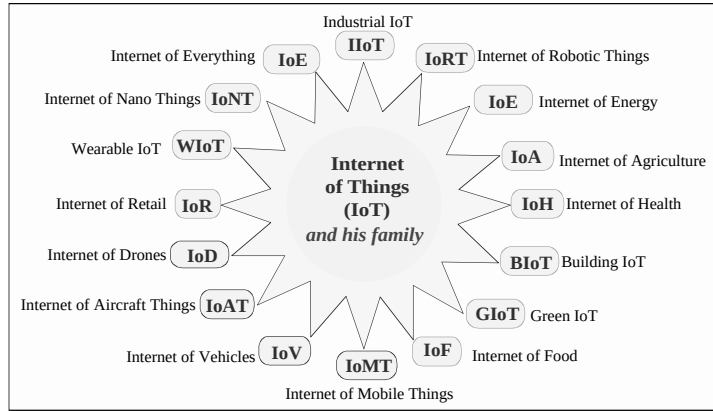 Industrial IoT
IIoT
Internet of Everything IoE
IoRT Internet of Robotic Things
Internet of Nano Things IoNT
IoE Internet of Energy
Wearable IoT WIoT
IoA Internet of Agriculture
Internet
of Things
(IoT)
and his family
Internet of Retail IoR
IoH Internet of Health
Internet of Drones IoD
BIoT Building IoT
Internet of Aircraft Things IoAT
GIoT Green IoT
Internet of Vehicles IoV
IoF Internet of Food
IoMT
Internet of Mobile Things